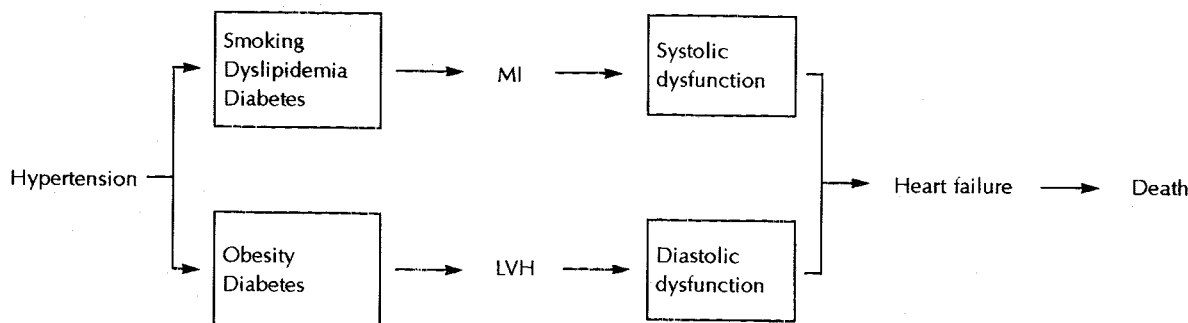 Hypertension
Smoking
Dyslipidemia
Diabetes
MI
Systolic
dysfunction
Obesity
Diabetes
LVH
Diastolic
dysfunction
Heart failure
Death